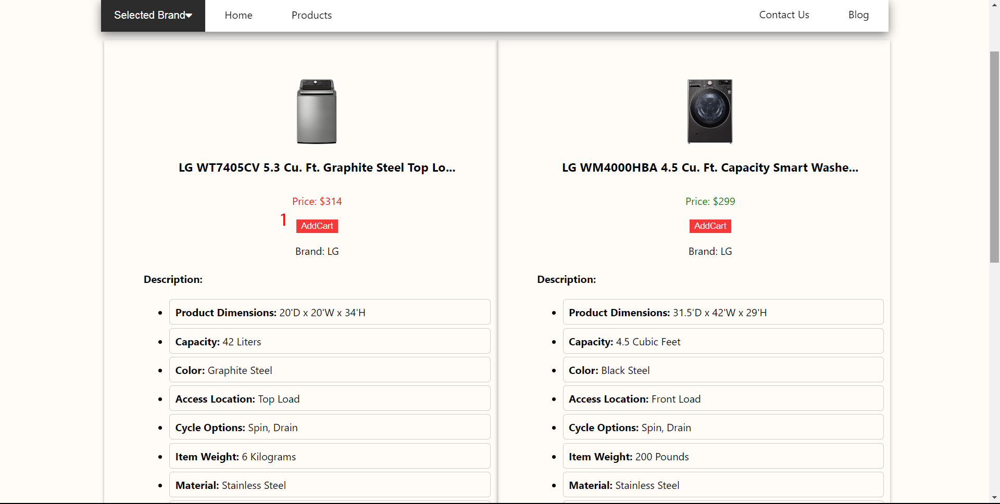 Selected Brand
Home
Products
Contact Us
Blog
LG WT7405CV 5.3 Cu. Ft. Graphite Steel Top Lo...
Price: $314
1
AddCart
Brand: LG
Description:
Product Dimensions: 20'D x 20'W x 34'H
Capacity: 42 Liters
Color: Graphite Steel
Access Location: Top Load
Cycle Options: Spin, Drain
Item Weight: 6 Kilograms
Material: Stainless Steel
LG WM4000HBA 4.5 Cu. Ft. Capacity Smart Washe...
Price: $299
AddCart
Brand: LG
Description:
Product Dimensions: 31.5'D x 42'W x 29'H
Capacity: 4.5 Cubic Feet
Color: Black Steel
Access Location: Front Load
Cycle Options: Spin, Drain
Item Weight: 200 Pounds
Material: Stainless Steel